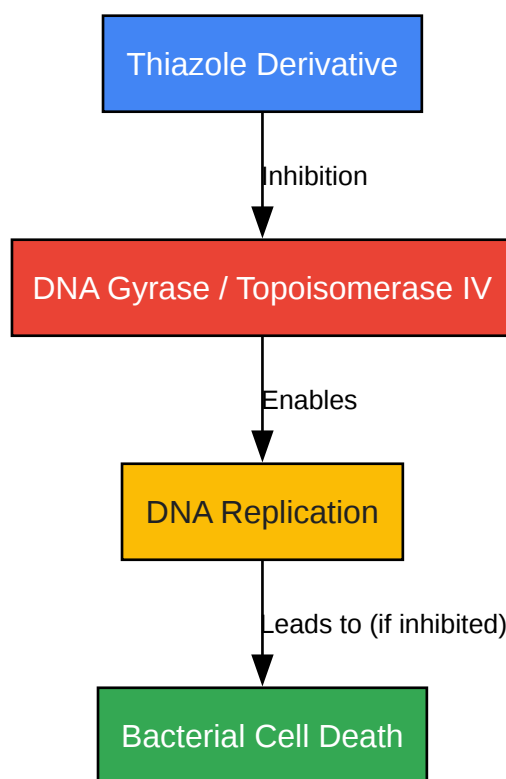 Thiazole Derivative
Inhibition
DNA Gyrase / Topoisomerase IV
Enables
DNA Replication
Leads to (if inhibited)
Bacterial Cell Death